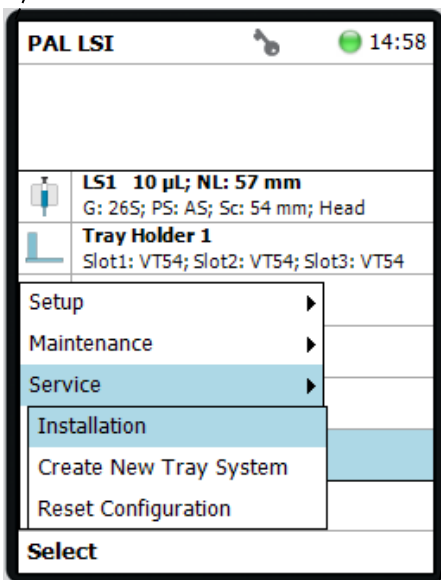 PAL LSI 14:58
LS1 10 µL; NL: 57 mm
G: 26S; PS: AS; Sc: 54 mm; Head
Tray Holder 1
Slot1: VT54; Slot2: VT54; Slot3: VT54
Setup
Maintenance
Service
Installation
Create New Tray System
Reset Configuration
Select